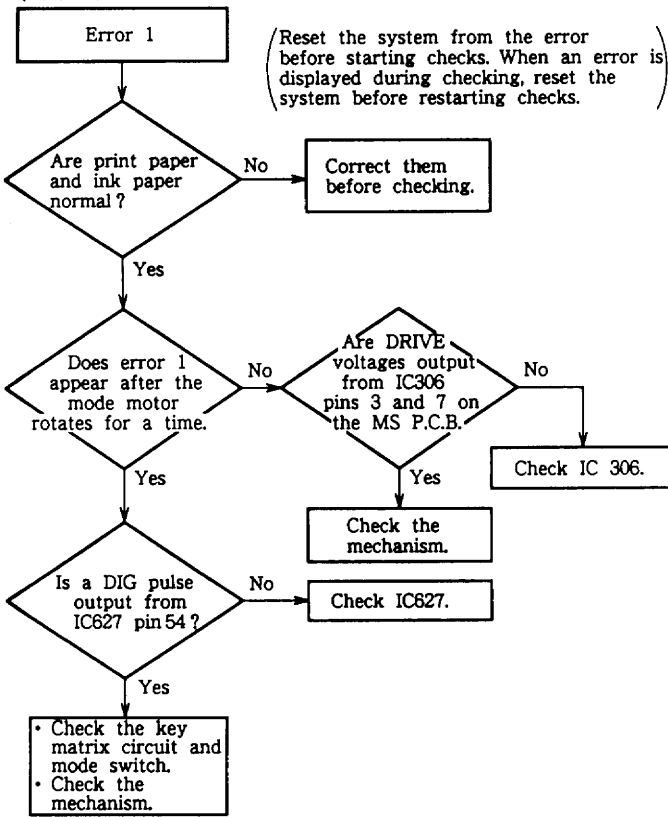 Error 1
(Reset the system from the error
before starting checks. When an error is
displayed during checking, reset the
system before restarting checks.)
Are print paper
and ink paper
normal?
No
Correct them
before checking.
Yes
Does error 1
appear after the
mode motor
rotates for a time.
No
Are DRIVE
voltages output
from IC306
pins 3 and 7 on
the MS P.C.B.
No
Check IC 306.
Yes
Check the
mechanism.
Yes
Is a DIG pulse
output from
IC627 pin 54?
No
Check IC627.
Yes
• Check the key
matrix circuit and
mode switch.
• Check the
mechanism.